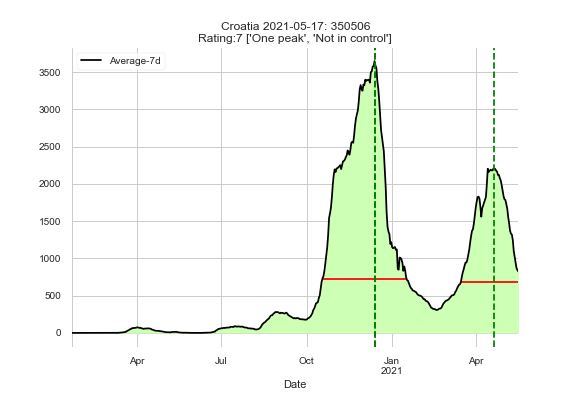 Croatia 2021-05-17: 350506
Rating:7 ['One peak', 'Not in control']
Average-7d
3500
3000
2500
2000
1500
1000
500
0
Apr
Jul
Oct
Jan
2021
Apr
Date